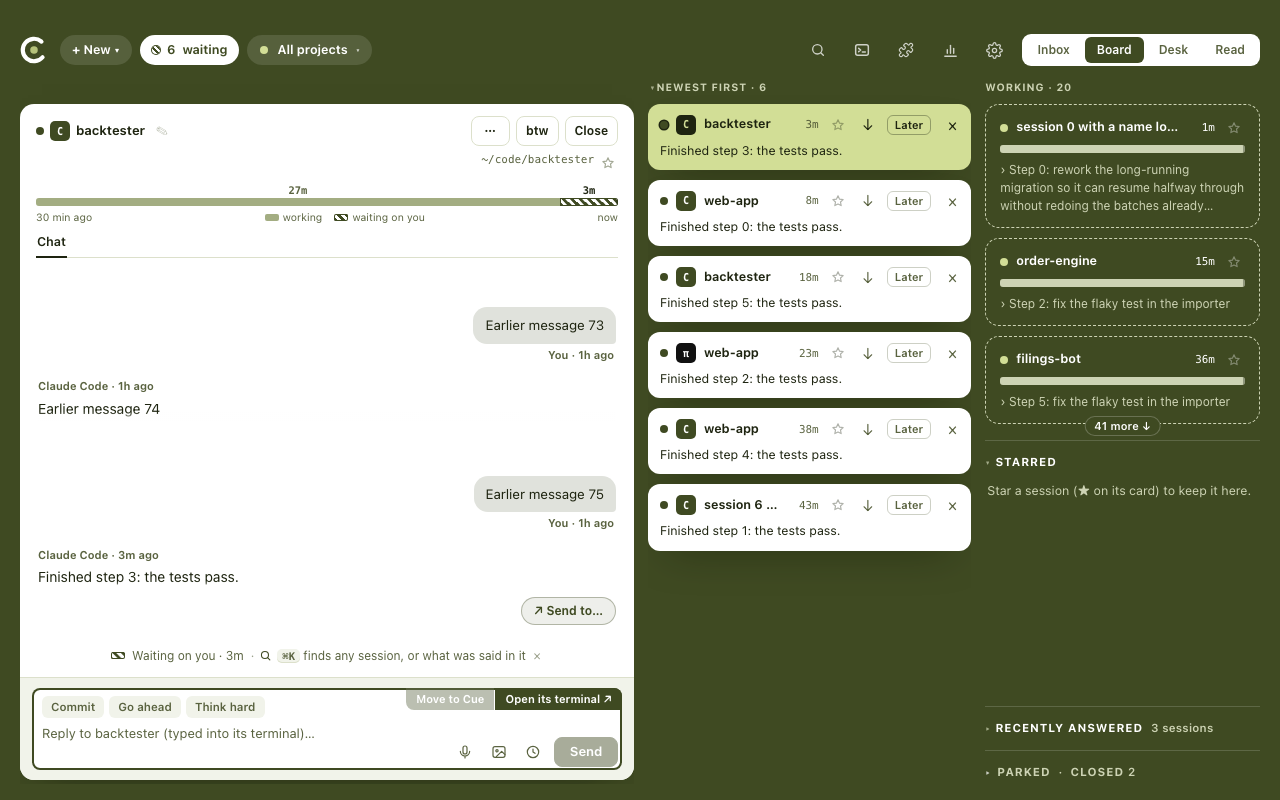 + New ▾
6 waiting
All projects
Inbox
Board
Desk
Read
C backtester
···
btw
Close
~/code/backtester
27m
3m
30 min ago
working
waiting on you
now
Chat
Earlier message 73
You · 1h ago
Claude Code · 1h ago
Earlier message 74
Earlier message 75
You · 1h ago
Claude Code · 3m ago
Finished step 3: the tests pass.
↗ Send to...
Waiting on you · 3m · ⌘K finds any session, or what was said in it ×
Commit
Go ahead
Think hard
Move to Cue
Open its terminal ↗
Reply to backtester (typed into its terminal)...
Send
NEWEST FIRST · 6
C backtester 3m ☆ ↓ Later ×
Finished step 3: the tests pass.
C web-app 8m ☆ ↓ Later ×
Finished step 0: the tests pass.
C backtester 18m ☆ ↓ Later ×
Finished step 5: the tests pass.
π web-app 23m ☆ ↓ Later ×
Finished step 2: the tests pass.
C web-app 38m ☆ ↓ Later ×
Finished step 4: the tests pass.
C session 6 ... 43m ☆ ↓ Later ×
Finished step 1: the tests pass.
WORKING · 20
session 0 with a name lo... 1m ☆
› Step 0: rework the long-running
migration so it can resume halfway through
without redoing the batches already...
order-engine 15m ☆
› Step 2: fix the flaky test in the importer
filings-bot 36m ☆
› Step 5: fix the flaky test in the importer
41 more ↓
STARRED
Star a session (★ on its card) to keep it here.
RECENTLY ANSWERED 3 sessions
PARKED · CLOSED 2